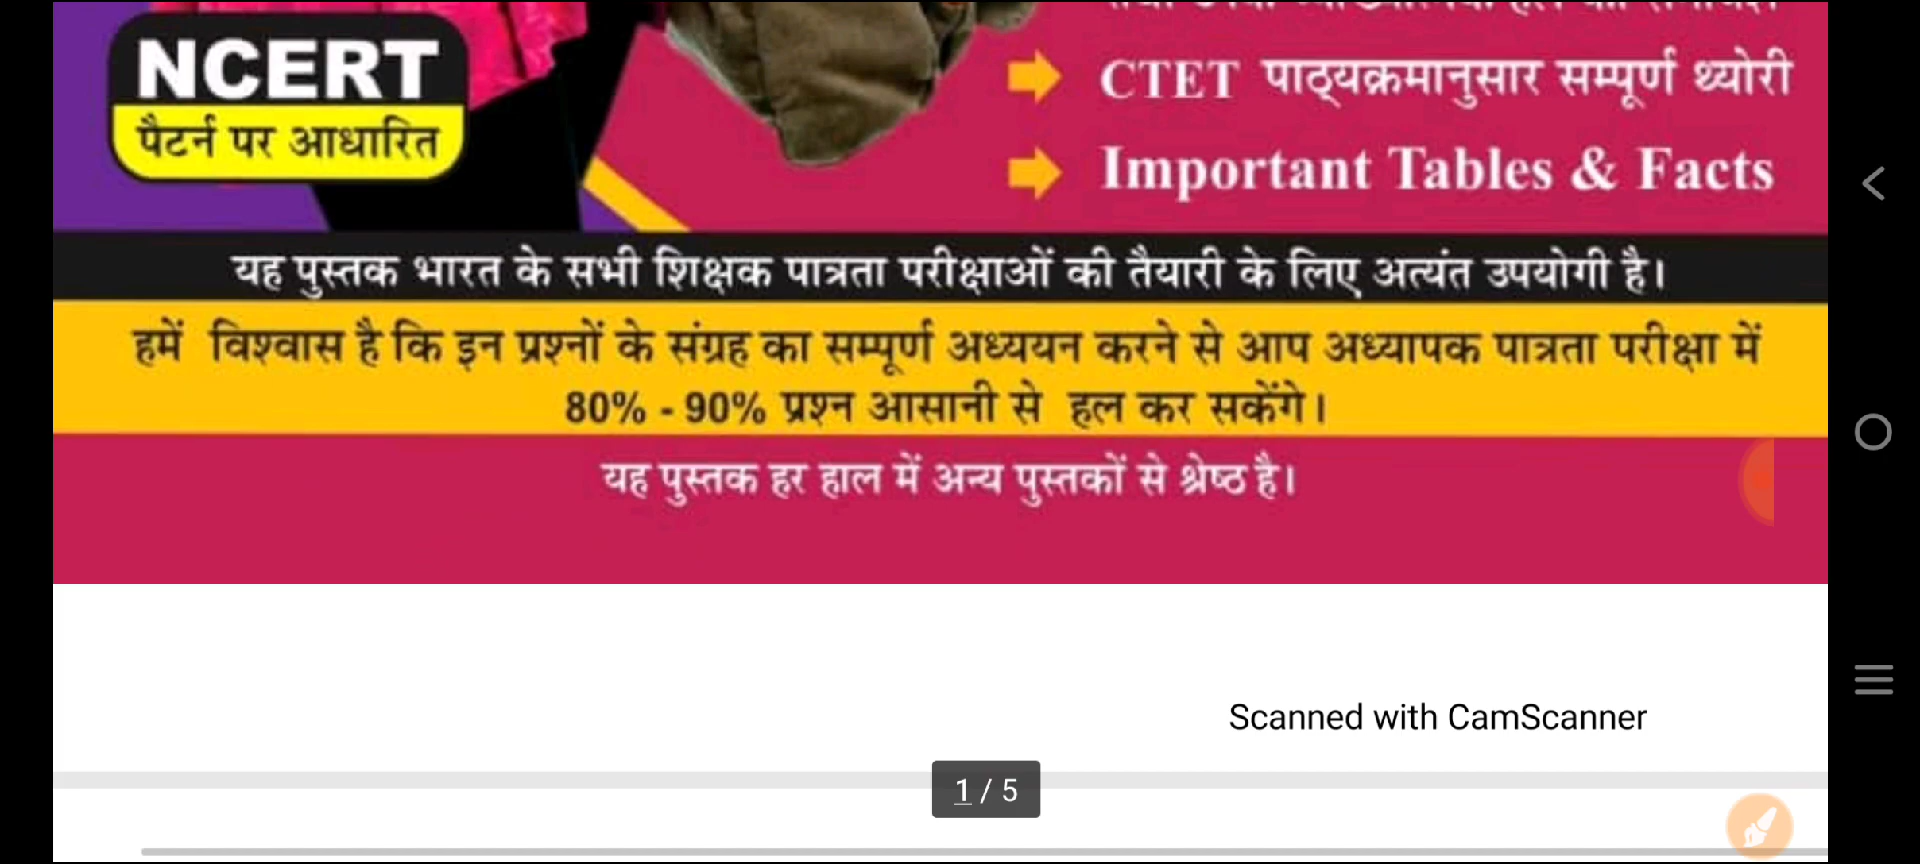 NCERT
पैटर्न पर आधारित
CTET पाठ्यक्रमानुसार सम्पूर्ण थ्योरी
Important Tables & Facts
यह पुस्तक भारत के सभी शिक्षक पात्रता परीक्षाओं की तैयारी के लिए अत्यंत उपयोगी है।
हमें विश्वास है कि इन प्रश्नों के संग्रह का सम्पूर्ण अध्ययन करने से आप अध्यापक पात्रता परीक्षा में
80% - 90% प्रश्न आसानी से हल कर सकेंगे।
यह पुस्तक हर हाल में अन्य पुस्तकों से श्रेष्ठ है।
Scanned with CamScanner
1 / 5